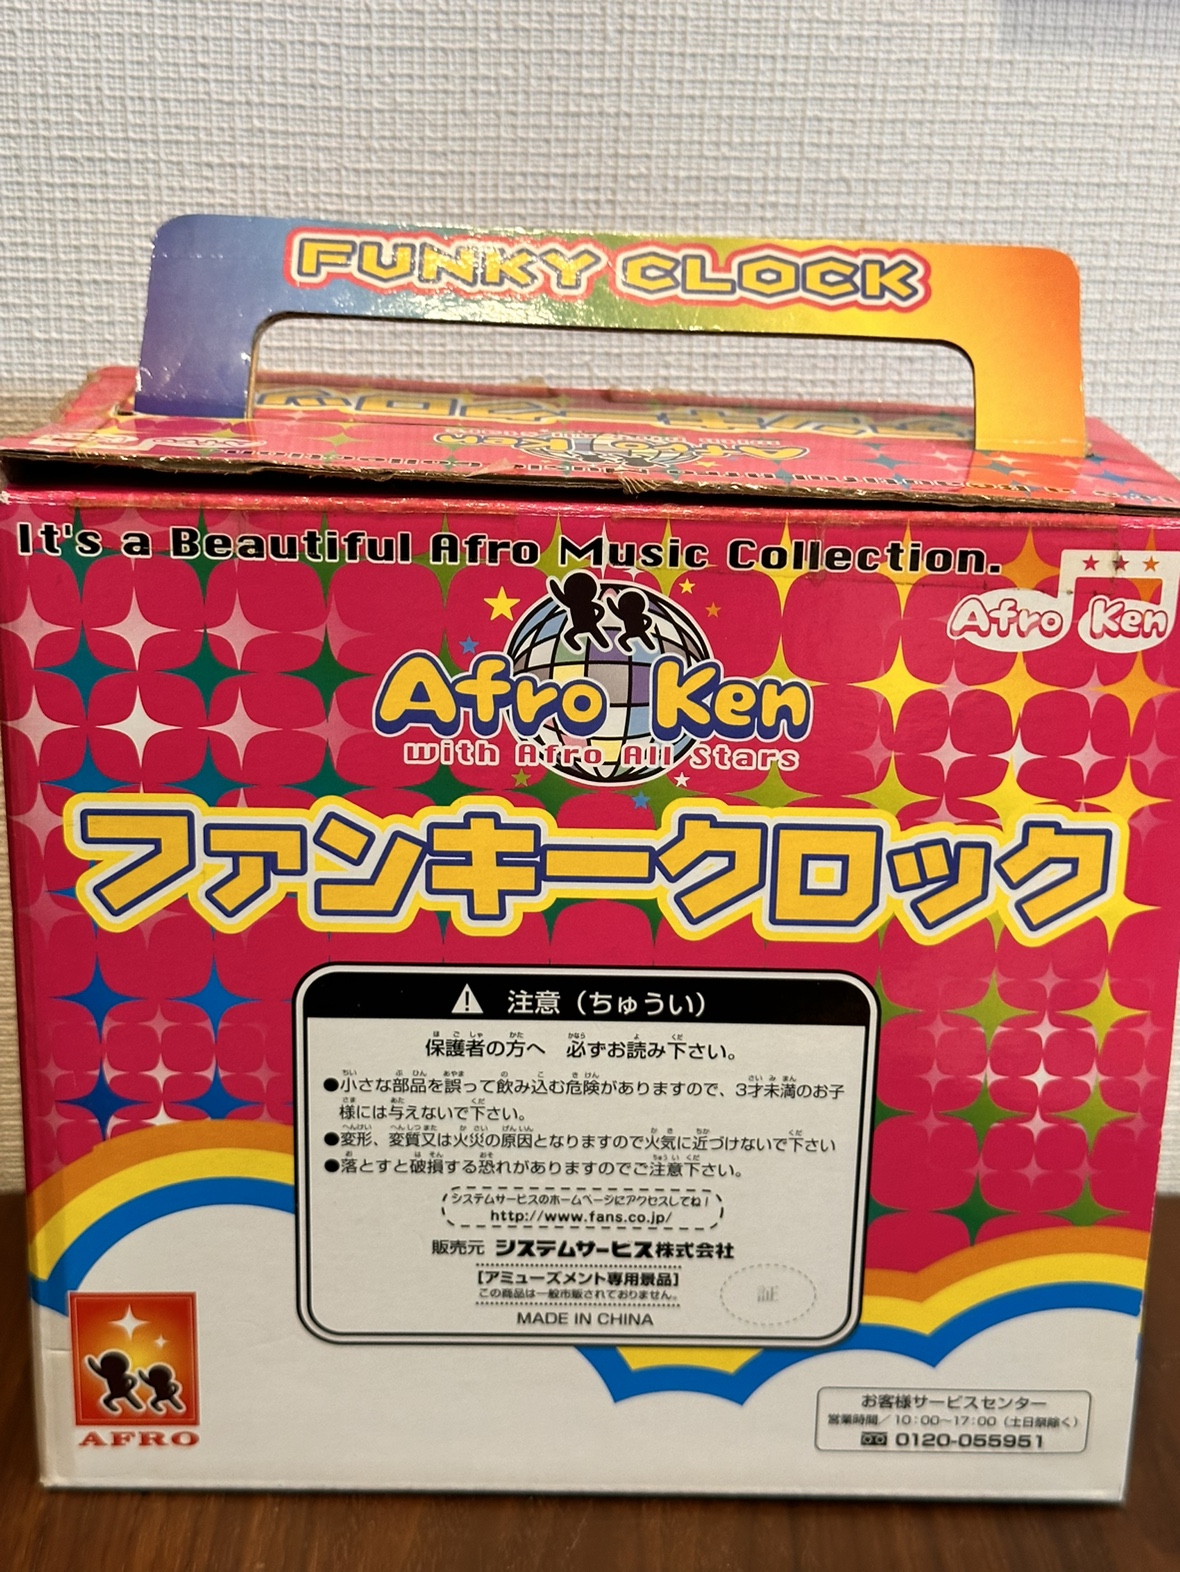 FUNKY CLOCK
It's a Beautiful Afro Music Collection.
Afro Ken
Afro Ken
with Afro All Stars
ファンキークロック
注意（ちゅうい）
保護者の方へ 必ずお読み下さい。
●小さな部品を誤って飲み込む危険がありますので、3才未満のお子
様には与えないで下さい。
●変形、変質又は火災の原因となりますので火気に近づけないで下さい
●落とすと破損する恐れがありますのでご注意下さい。
システムサービスのホームページにアクセスしてね！
http://www.fans.co.jp/
販売元 システムサービス株式会社
[アミューズメント専用景品]
この商品は一般市販されておりません。
証
MADE IN CHINA
AFRO
お客様サービスセンター
営業時間／10：00〜17：00（土日祭除く）
0120-055951